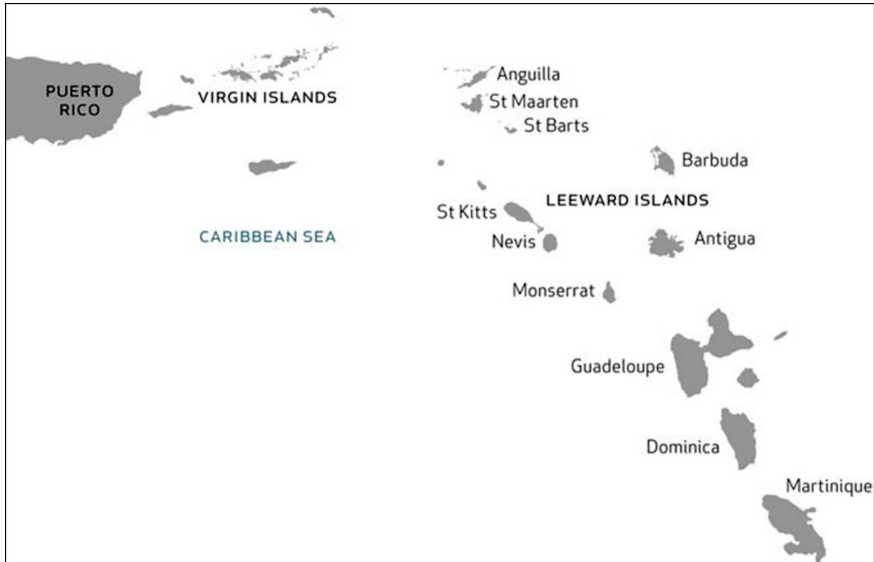 PUERTO
RICO
VIRGIN ISLANDS
Anguilla
St Maarten
St Barts
Barbuda
LEEWARD ISLANDS
St Kitts
CARIBBEAN SEA
Nevis
Antigua
Monserrat
Guadeloupe
Dominica
Martinique